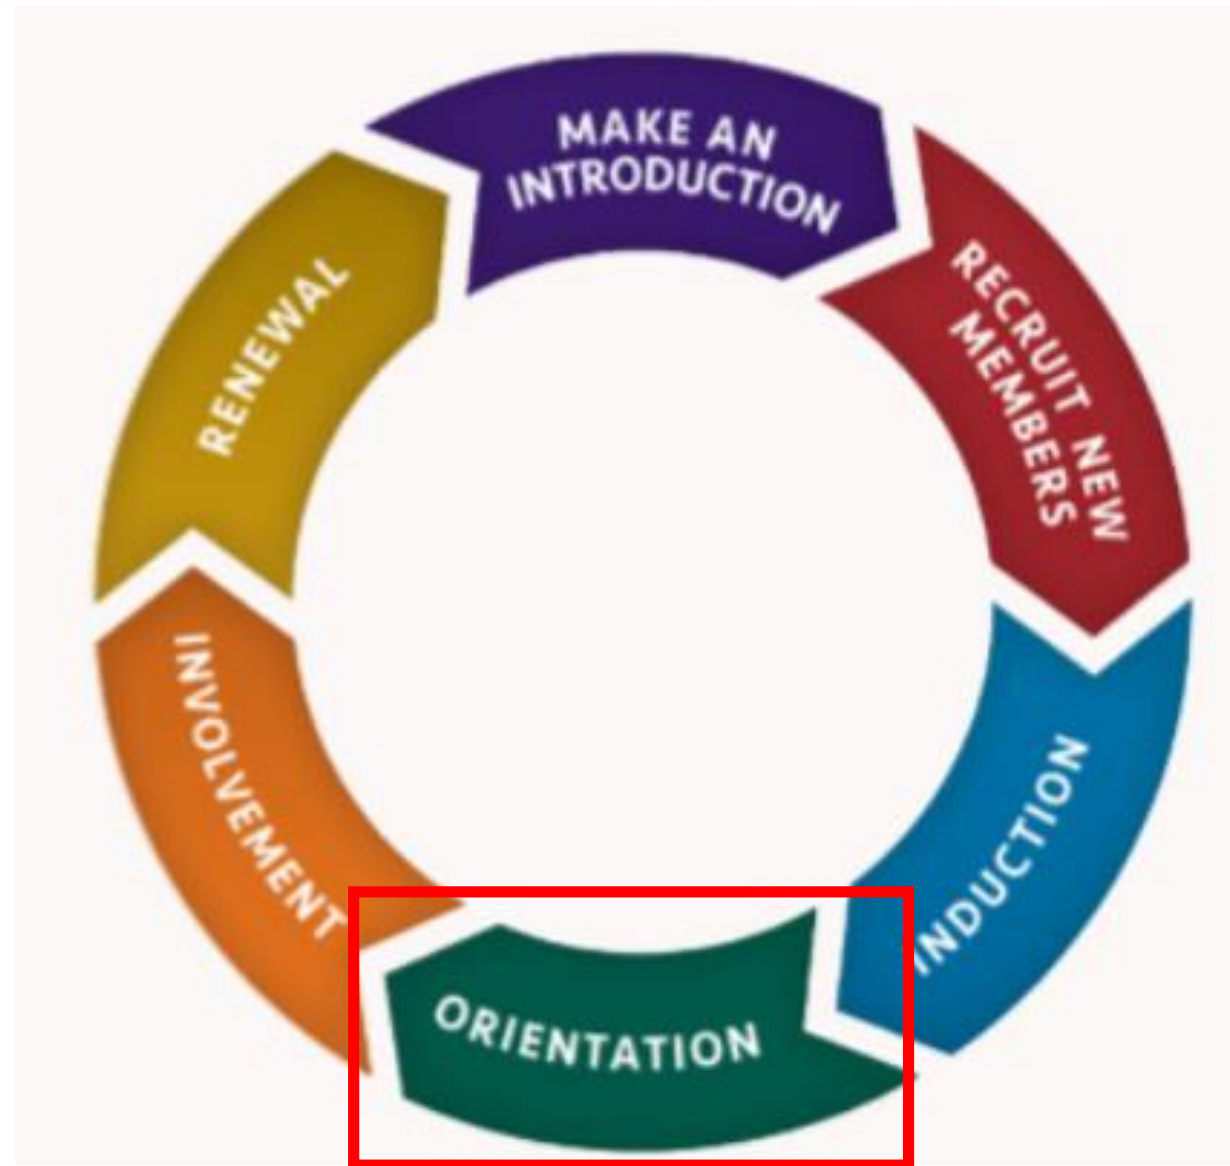 MAKE AN
INTRODUCTION
RECRUIT NEW
MEMBERS
INDUCTION
ORIENTATION
INVOLVEMENT
RENEWAL